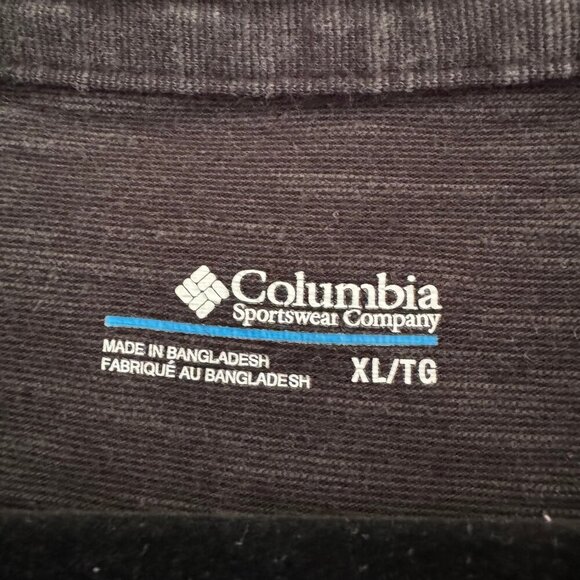 Columbia
Sportswear Company
MADE IN BANGLADESH
FABRIQUÉ AU BANGLADESH
XL/TG